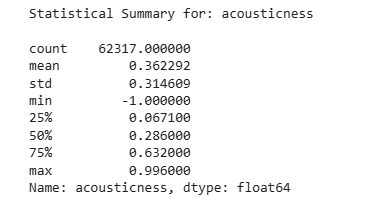 Statistical Summary for: acousticness
count    62317.000000
mean         0.362292
std          0.314609
min         -1.000000
25%          0.067100
50%          0.286000
75%          0.632000
max          0.996000
Name: acousticness, dtype: float64